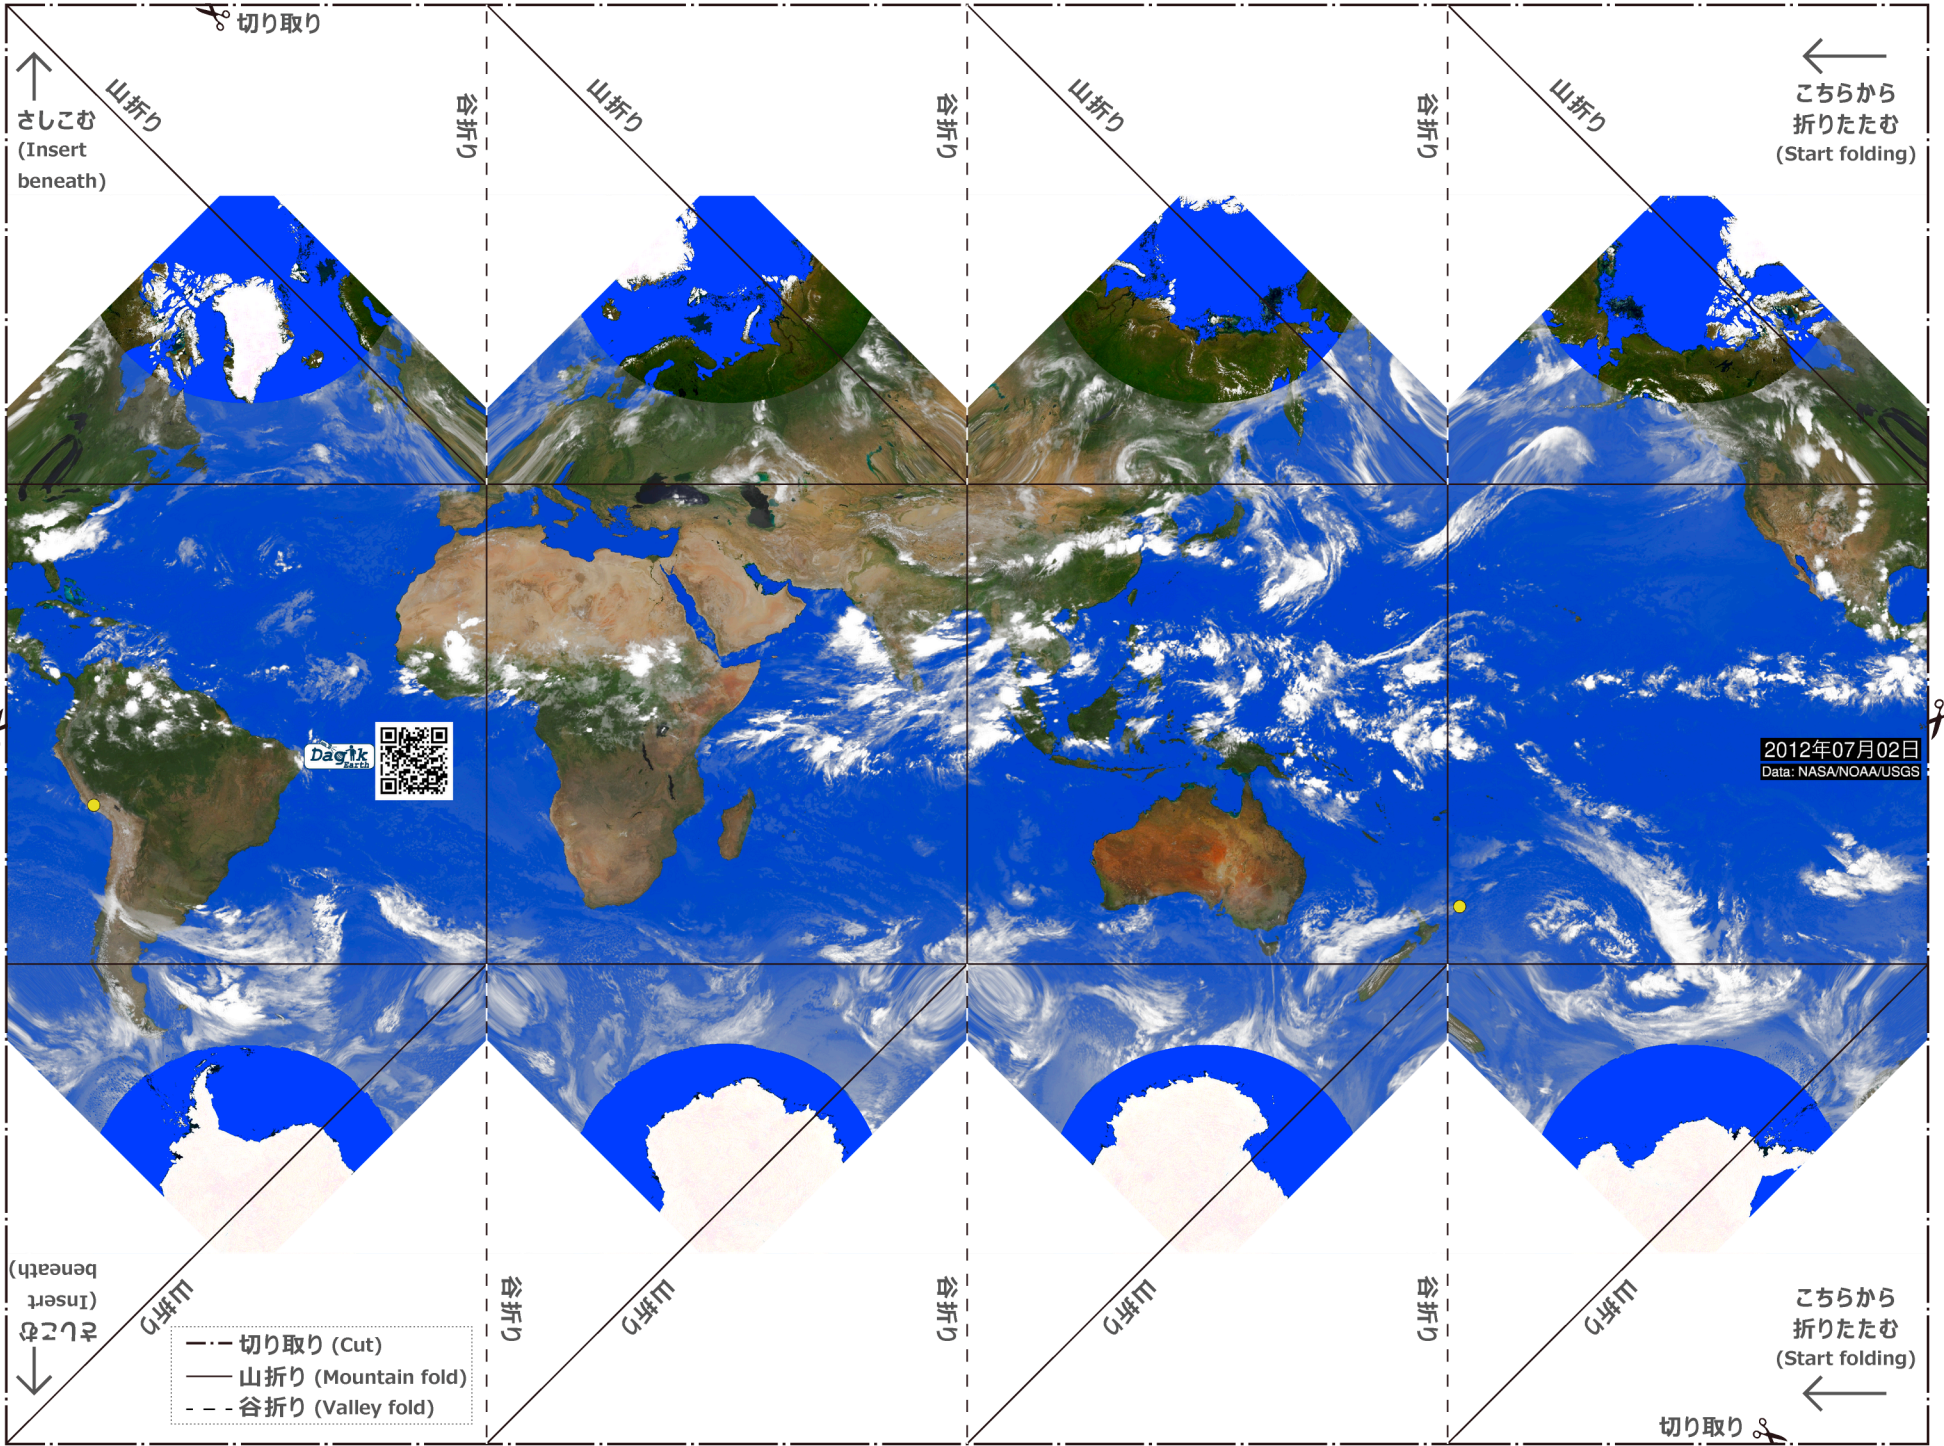 切り取り
山折り
谷折り
山折り
谷折り
山折り
谷折り
山折り
さしこむ
(Insert
beneath)
こちらから
折りたたむ
(Start folding)
Dagik
Earth
2012年07月02日
Data: NASA/NOAA/USGS
さしこむ
(Insert
beneath)
山折り
谷折り
山折り
谷折り
山折り
谷折り
山折り
こちらから
折りたたむ
(Start folding)
切り取り (Cut)
山折り (Mountain fold)
谷折り (Valley fold)
切り取り